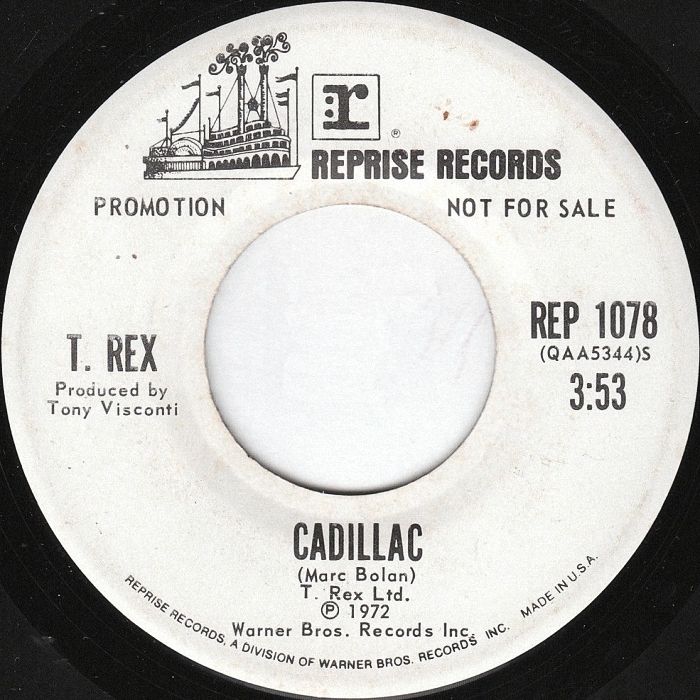 r
®
REPRISE RECORDS
PROMOTION
NOT FOR SALE
T. REX
Produced by
Tony Visconti
REP 1078
(QAA5344)S
3:53
CADILLAC
(Marc Bolan)
T. Rex Ltd.
℗ 1972
Warner Bros. Records Inc.
REPRISE RECORDS, A DIVISION OF WARNER BROS. RECORDS INC. MADE IN U.S.A.